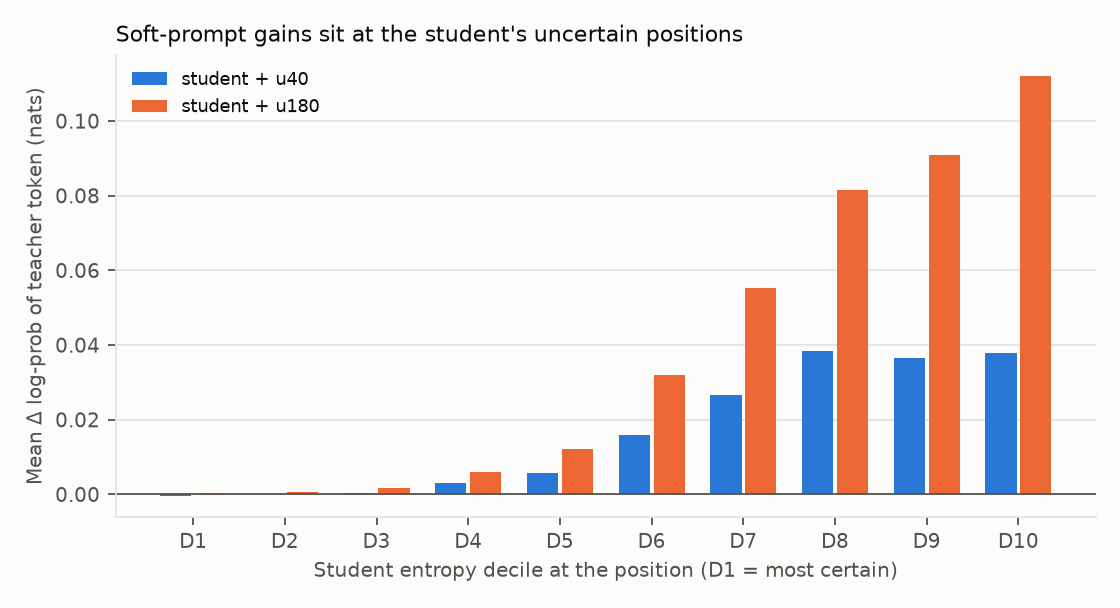 Soft-prompt gains sit at the student's uncertain positions
student + u40
student + u180
Mean Δ log-prob of teacher token (nats)
0.10
0.08
0.06
0.04
0.02
0.00
D1 D2 D3 D4 D5 D6 D7 D8 D9 D10
Student entropy decile at the position (D1 = most certain)